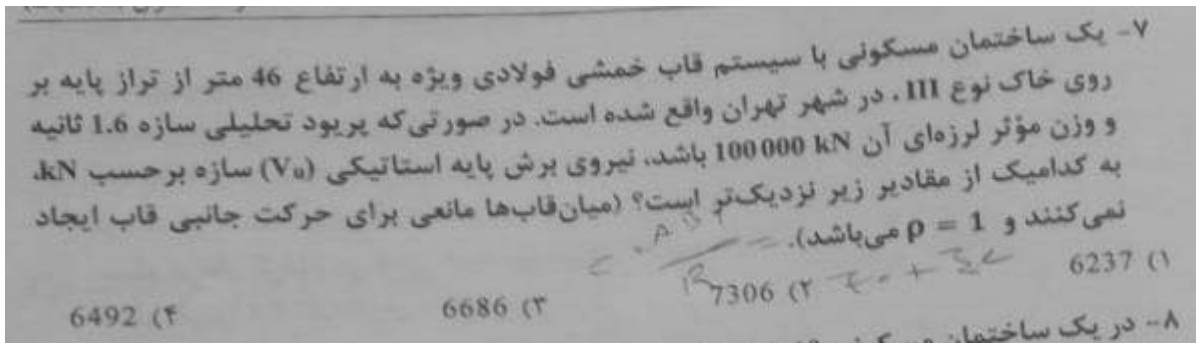 ۷- یک ساختمان مسکونی با سیستم قاب خمشی فولادی ویژه به ارتفاع 46 متر از تراز پایه بر
روی خاک نوع III، در شهر تهران واقع شده است. در صورتی‌که پریود تحلیلی سازه 1.6 ثانیه
و وزن مؤثر لرزه‌ای آن 100000 kN باشد، نیروی برش پایه استاتیکی (Vu) سازه برحسب kN،
به کدامیک از مقادیر زیر نزدیک‌تر است؟ (میان‌قاب‌ها مانعی برای حرکت جانبی قاب ایجاد
نمی‌کنند و ρ = 1 می‌باشد).
۱) 6237
۲) 7306
۳) 6686
۴) 6492
۸- در یک ساختمان